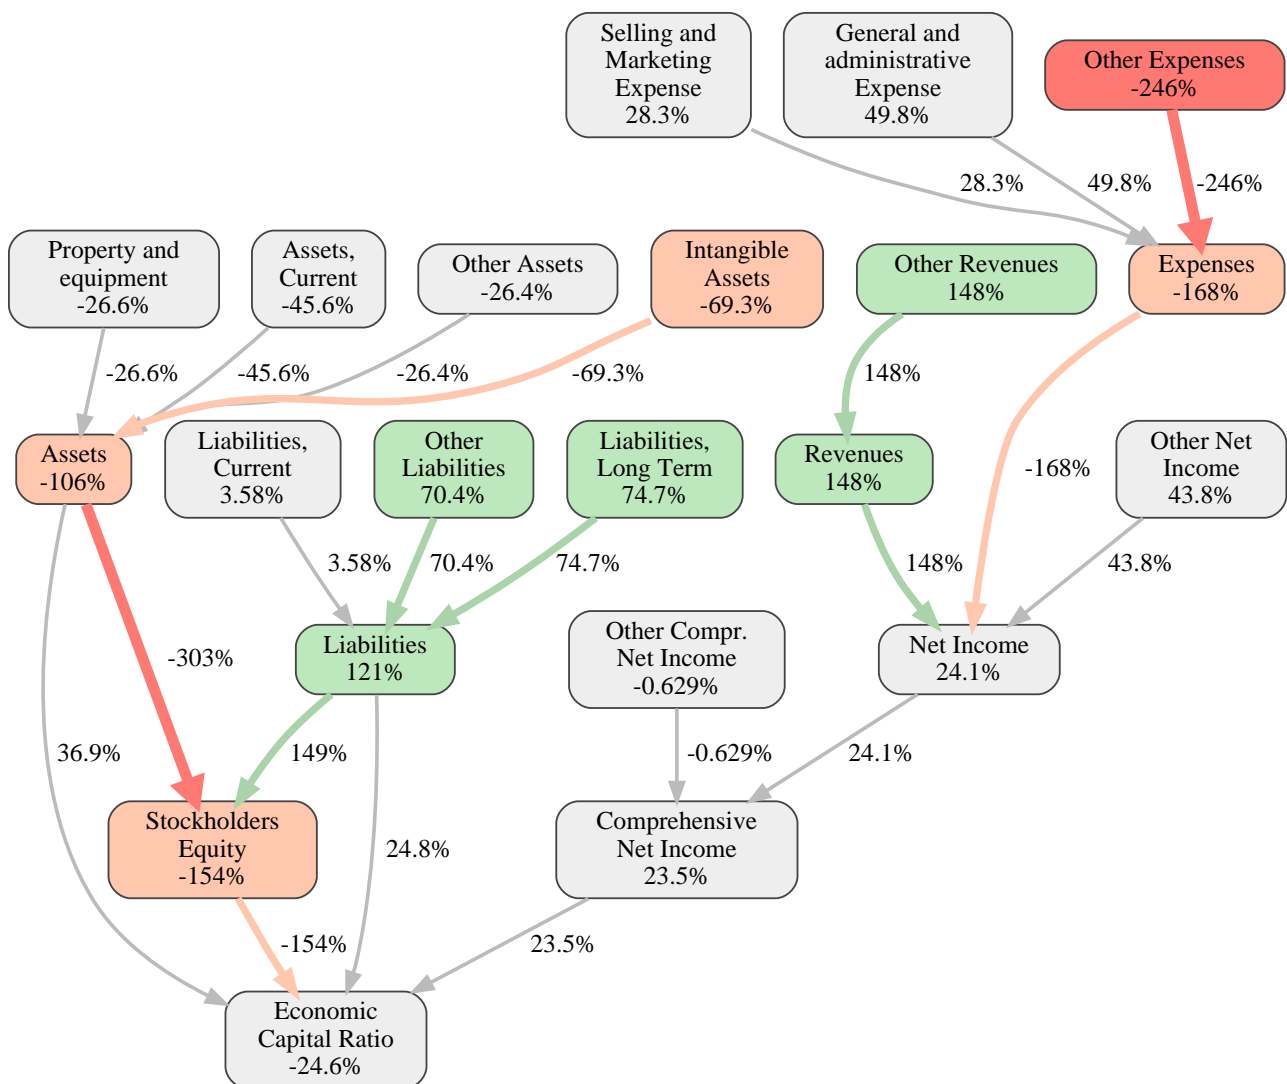 Selling and
Marketing
Expense
28.3%
General and
administrative
Expense
49.8%
Other Expenses
-246%
28.3%
49.8%
-246%
Property and
equipment
-26.6%
Assets,
Current
-45.6%
Other Assets
-26.4%
Intangible
Assets
-69.3%
Other Revenues
148%
Expenses
-168%
-26.6%
-45.6%
-26.4%
-69.3%
148%
Assets
-106%
Liabilities,
Current
3.58%
Other
Liabilities
70.4%
Liabilities,
Long Term
74.7%
Revenues
148%
-168%
Other Net
Income
43.8%
3.58%
70.4%
74.7%
148%
43.8%
-303%
Liabilities
121%
Other Compr.
Net Income
-0.629%
Net Income
24.1%
36.9%
149%
-0.629%
24.1%
Stockholders
Equity
-154%
24.8%
Comprehensive
Net Income
23.5%
-154%
23.5%
Economic
Capital Ratio
-24.6%